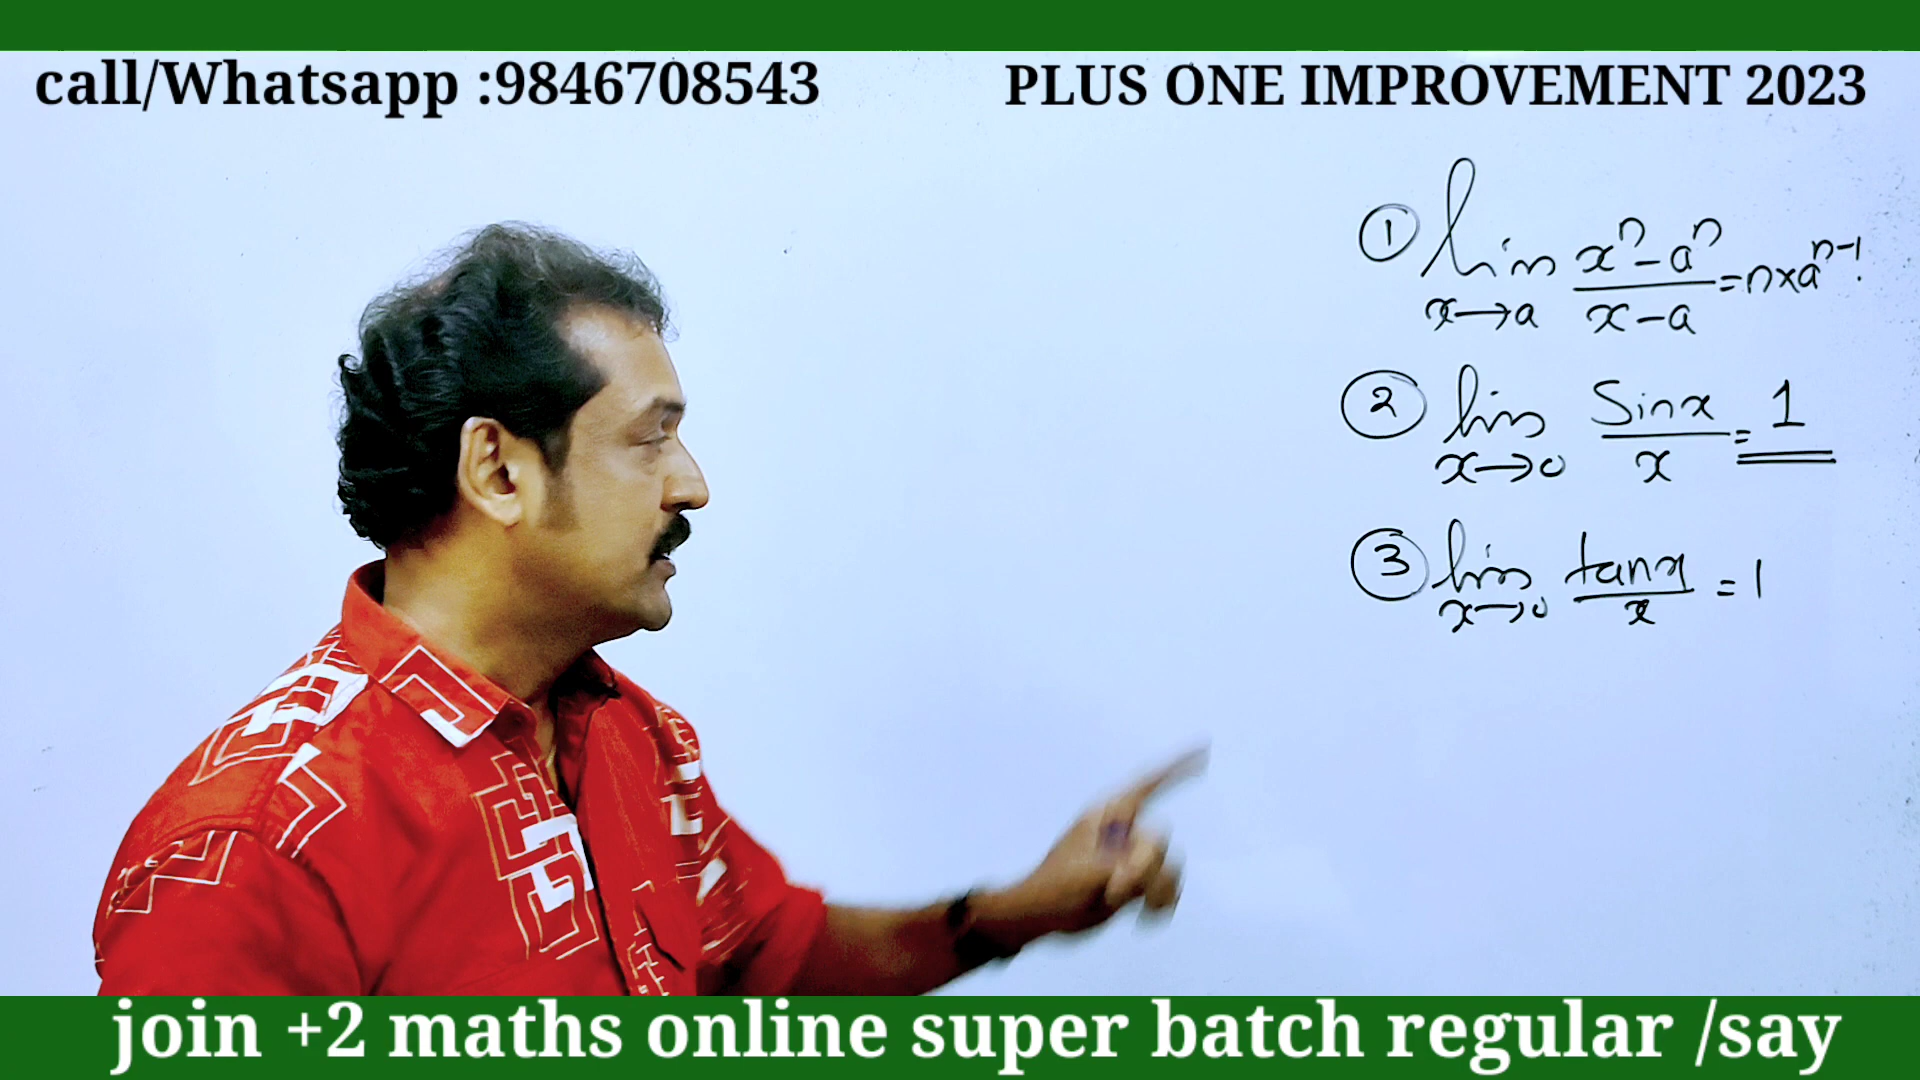 call/Whatsapp :9846708543
PLUS ONE IMPROVEMENT 2023
① lim x→a (xⁿ-aⁿ)/(x-a) = n×aⁿ⁻¹.
② lim x→0 Sinx/x = 1
③ lim x→0 tanx/x = 1
join +2 maths online super batch regular /say